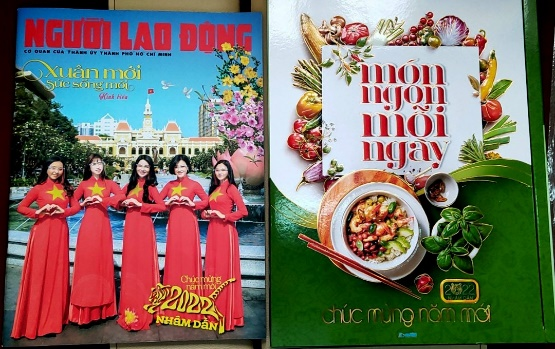 NGƯỜI LAO ĐỘNG
CƠ QUAN CỦA THÀNH ỦY THÀNH PHỐ HỒ CHÍ MINH
Xuân mới
sức sống mới
Chúc mừng
năm mới
2022
NHÂM DẦN
món
ngon
mỗi
ngày
2022
chúc mừng năm mới